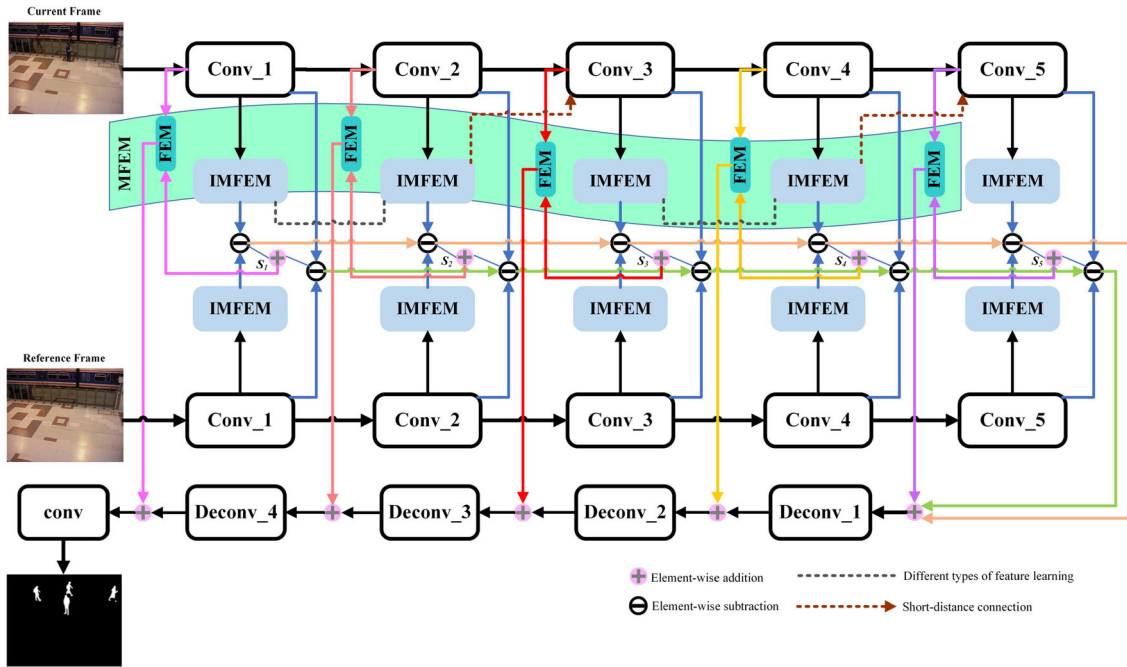 Current Frame
Conv_1
Conv_2
Conv_3
Conv_4
Conv_5
MFEM
FEM
FEM
FEM
FEM
FEM
IMFEM
IMFEM
IMFEM
IMFEM
IMFEM
S1
S2
S3
S4
S5
IMFEM
IMFEM
IMFEM
IMFEM
IMFEM
Reference Frame
Conv_1
Conv_2
Conv_3
Conv_4
Conv_5
conv
Deconv_4
Deconv_3
Deconv_2
Deconv_1
Element-wise addition
Different types of feature learning
Element-wise subtraction
Short-distance connection